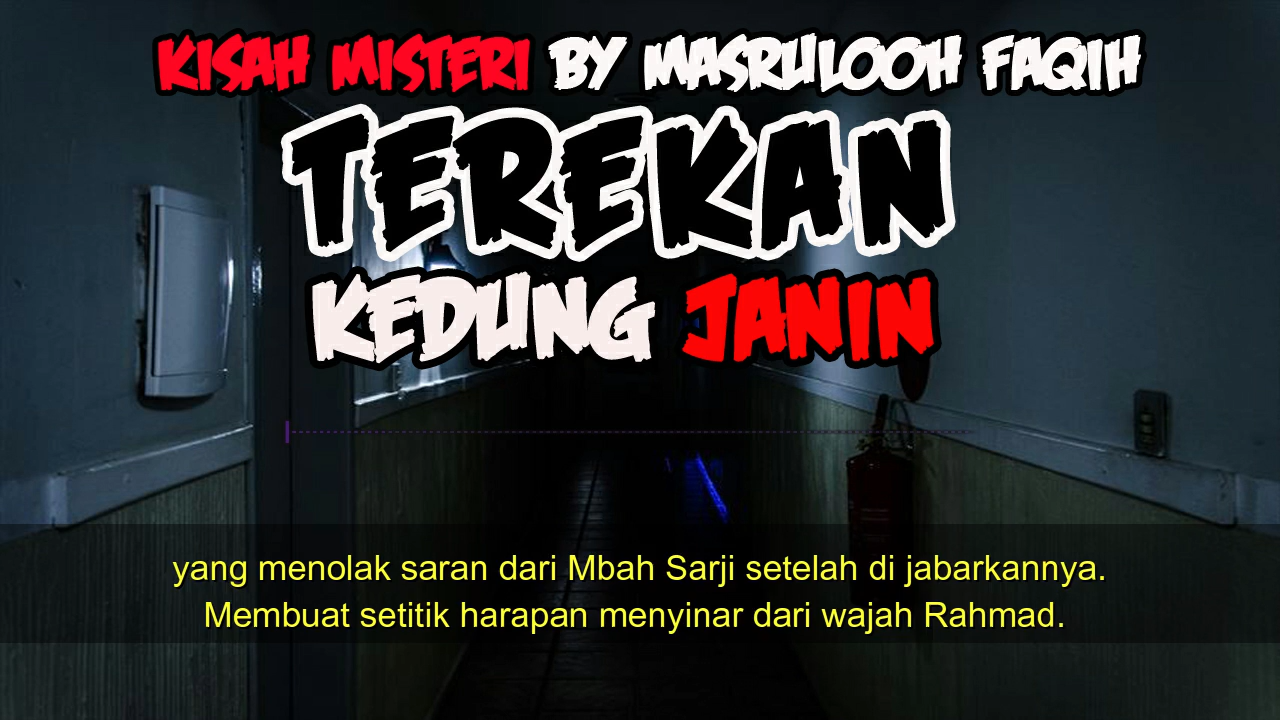 KISAH MISTERI BY MASRULOOH FAQIH
TEREKAN
KEDUNG JANIN
yang menolak saran dari Mbah Sarji setelah di jabarkannya.
Membuat setitik harapan menyinar dari wajah Rahmad.